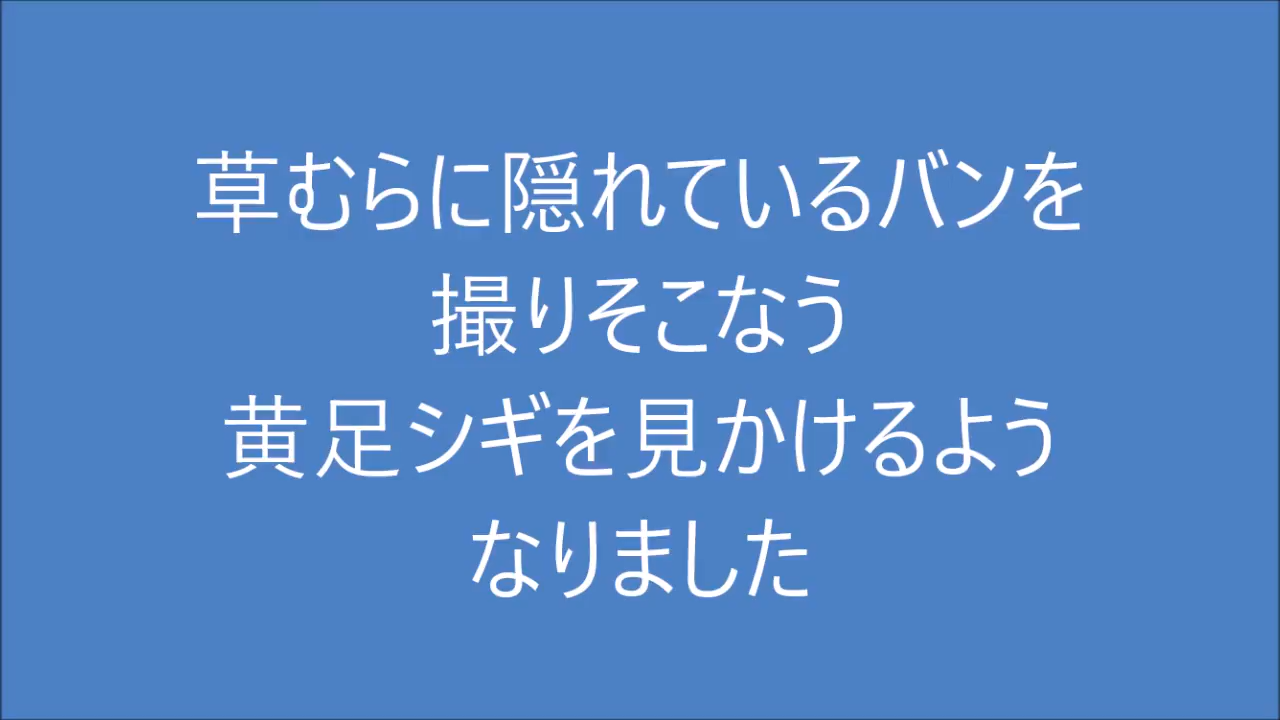 草むらに隠れているバンを
撮りそこなう
黄足シギを見かけるよう
なりました